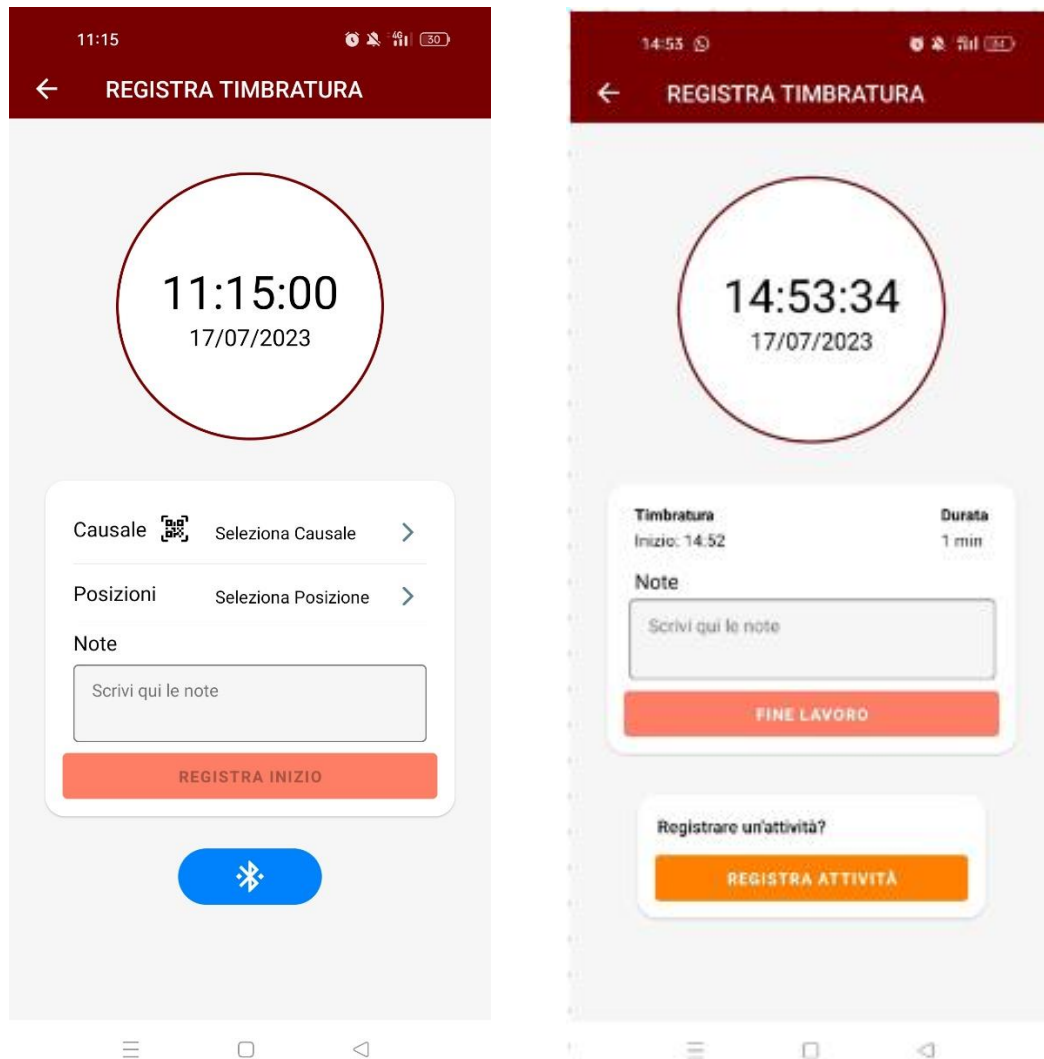 11:15
4G
30
REGISTRA TIMBRATURA
11:15:00
17/07/2023
Causale Seleziona Causale
Posizioni Seleziona Posizione
Note
Scrivi qui le note
REGISTRA INIZIO
14:53
REGISTRA TIMBRATURA
14:53:34
17/07/2023
Timbratura Durata
Inizio: 14:52 1 min
Note
Scrivi qui le note
FINE LAVORO
Registrare un'attività?
REGISTRA ATTIVITÀ